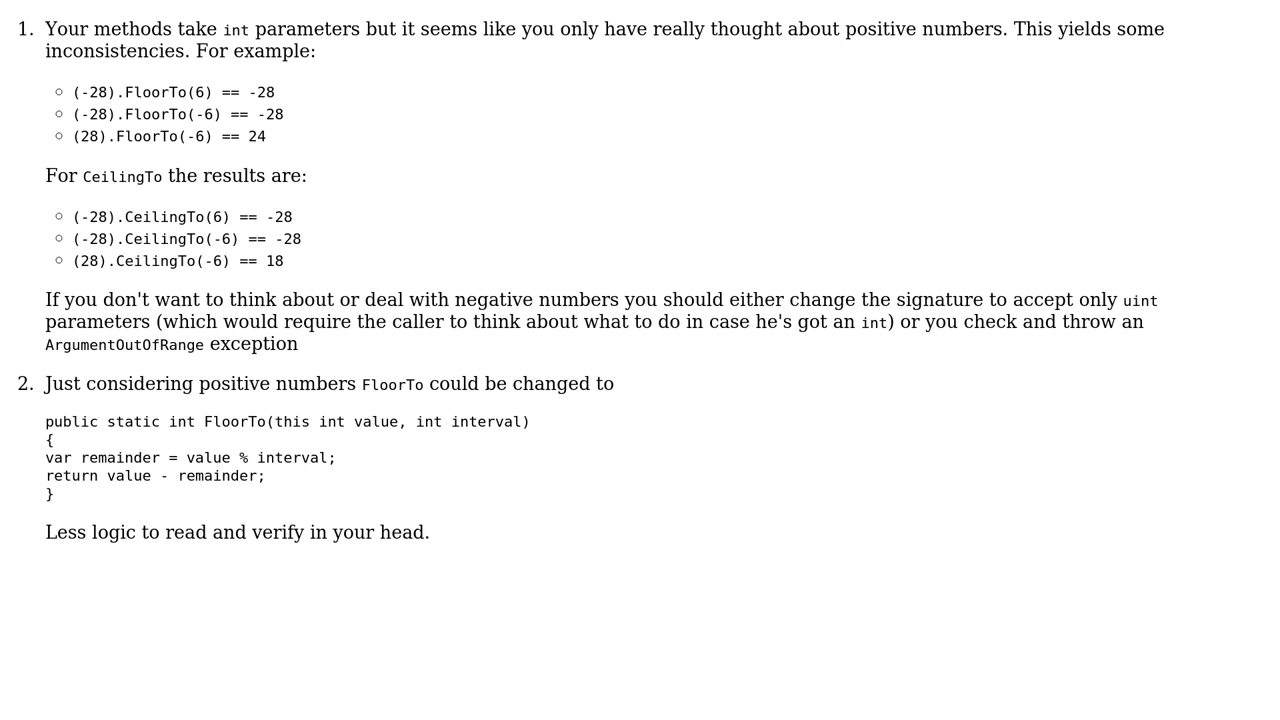 1. Your methods take int parameters but it seems like you only have really thought about positive numbers. This yields some
inconsistencies. For example:
(-28).FloorTo(6) == -28
(-28).FloorTo(-6) == -28
(28).FloorTo(-6) == 24
For CeilingTo the results are:
(-28).CeilingTo(6) == -28
(-28).CeilingTo(-6) == -28
(28).CeilingTo(-6) == 18
If you don't want to think about or deal with negative numbers you should either change the signature to accept only uint
parameters (which would require the caller to think about what to do in case he's got an int) or you check and throw an
ArgumentOutOfRange exception
2. Just considering positive numbers FloorTo could be changed to
public static int FloorTo(this int value, int interval)
{
var remainder = value % interval;
return value - remainder;
}
Less logic to read and verify in your head.